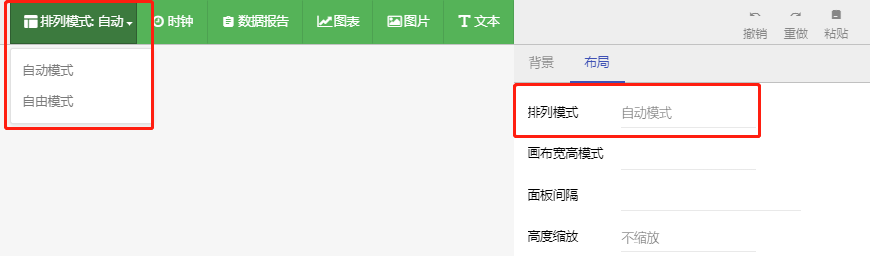 排列模式: 自动 时钟 数据报告 图表 图片 文本 撤销 重做 粘贴
自动模式
自由模式
背景 布局
排列模式 自动模式
画布宽高模式
面板间隔
高度缩放 不缩放